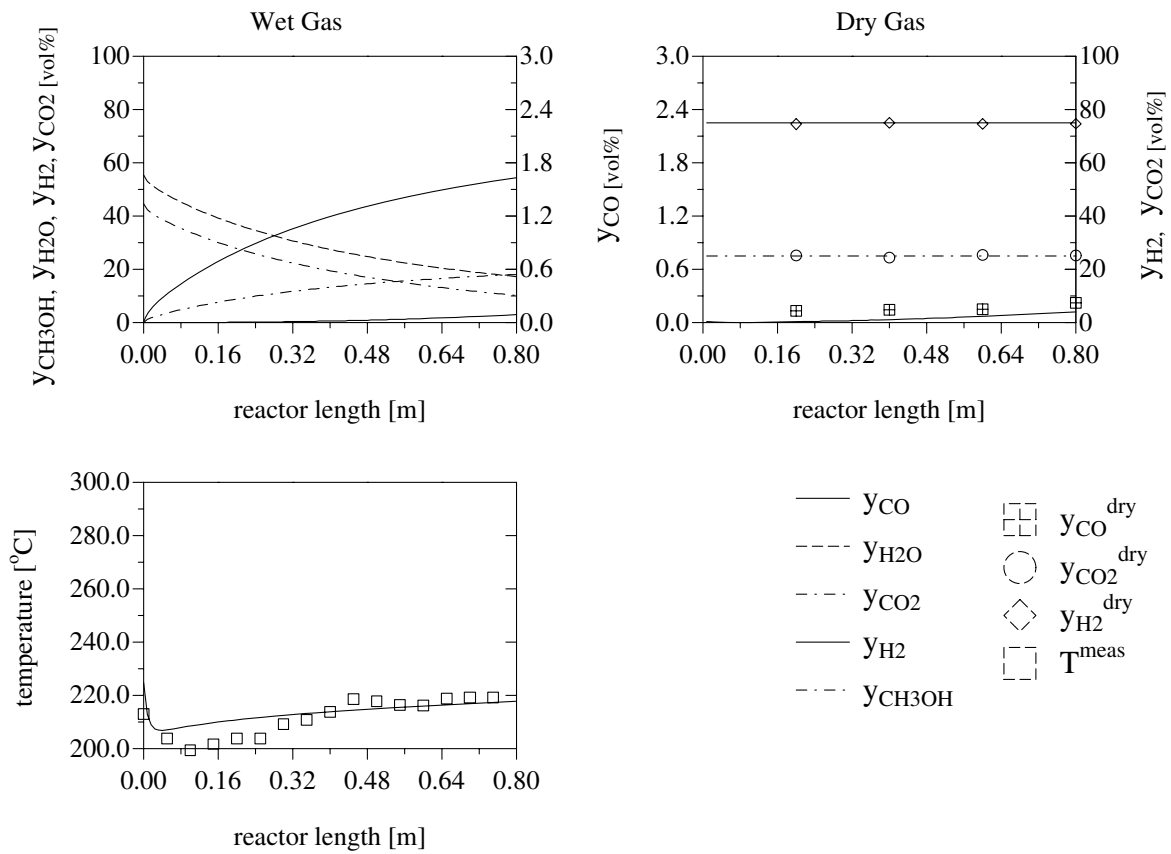 Wet Gas
yCH3OH, yH2O, yH2, yCO2 [vol%]
100
80
60
40
20
0
3.0
2.4
1.8
1.2
0.6
0.0
yCO [vol%]
0.00 0.16 0.32 0.48 0.64 0.80
reactor length [m]
Dry Gas
3.0
2.4
1.8
1.2
0.6
0
100
80
60
40
20
0
yH2, yCO2 [vol%]
0.00 0.16 0.32 0.48 0.64 0.80
reactor length [m]
temperature [°C]
300.0
280.0
260.0
240.0
220.0
200.0
0.00 0.16 0.32 0.48 0.64 0.80
reactor length [m]
yCO
yH2O
yCO2
yH2
yCH3OH
yCO dry
yCO2 dry
yH2 dry
T meas